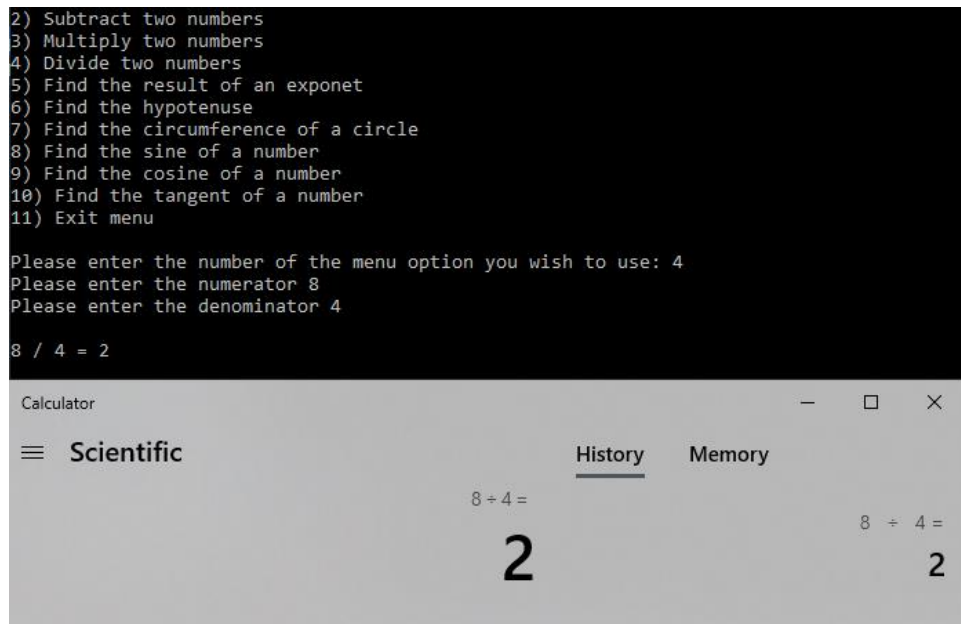 2) Subtract two numbers
3) Multiply two numbers
4) Divide two numbers
5) Find the result of an exponet
6) Find the hypotenuse
7) Find the circumference of a circle
8) Find the sine of a number
9) Find the cosine of a number
10) Find the tangent of a number
11) Exit menu
Please enter the number of the menu option you wish to use: 4
Please enter the numerator 8
Please enter the denominator 4
8 / 4 = 2
Calculator
Scientific History Memory
8 ÷ 4 =
2
8 ÷ 4 =
2